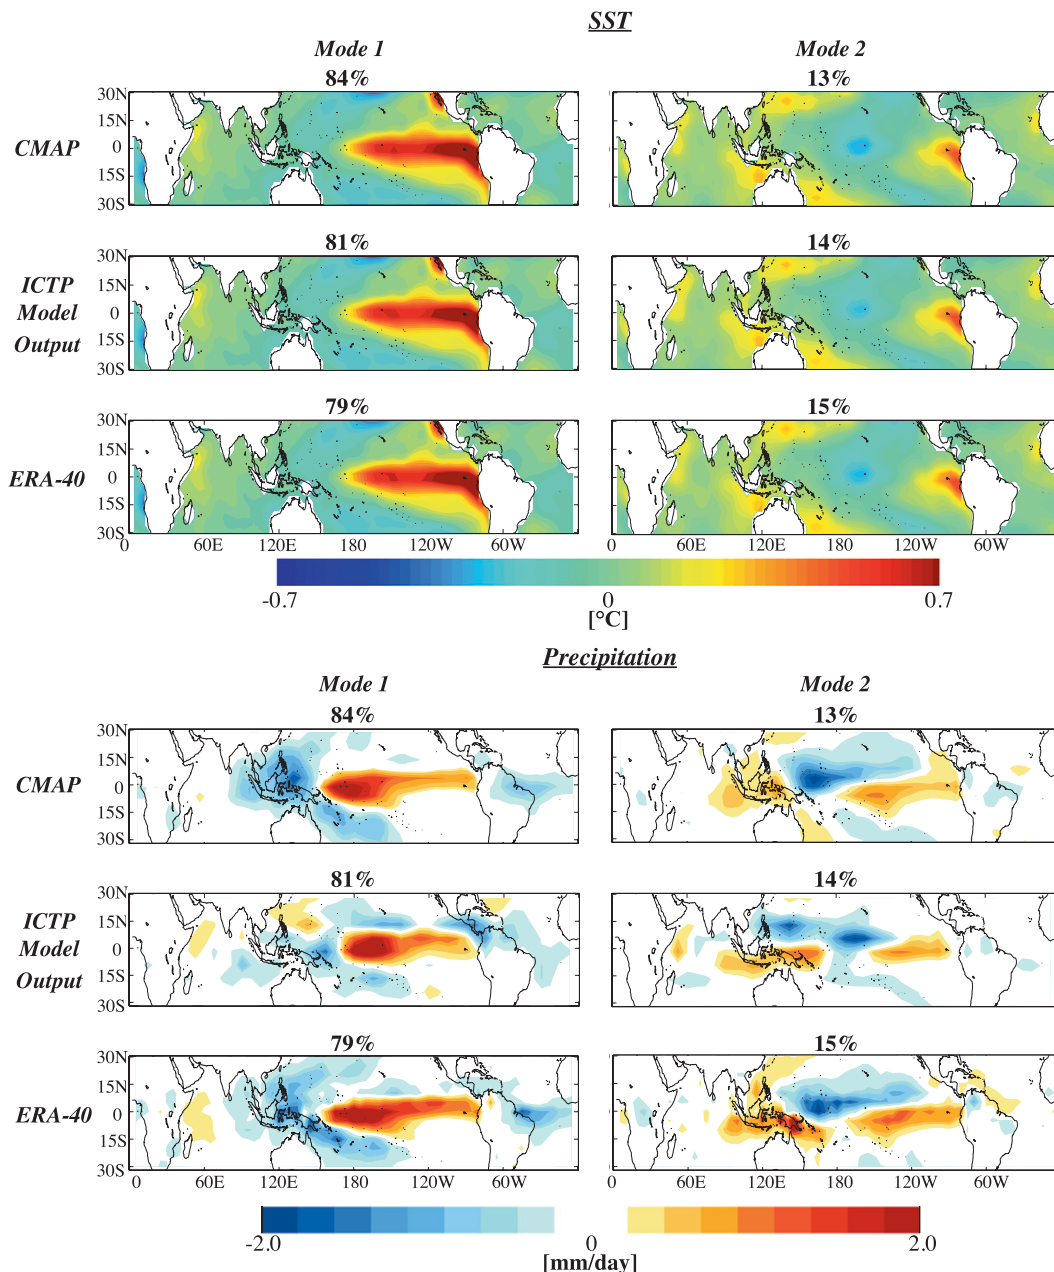 SST
Mode 1 Mode 2
84% 13%
30N
15N
CMAP 0
15S
30S
81% 14%
30N
ICTP 15N
Model 0
Output 15S
30S
79% 15%
30N
15N
ERA-40 0
15S
30S
0 60E 120E 180 120W 60W 0 60E 120E 180 120W 60W
-0.7 0 0.7
[°C]
Precipitation
Mode 1 Mode 2
84% 13%
30N
15N
CMAP 0
15S
30S
81% 14%
30N
ICTP 15N
Model 0
Output 15S
30S
79% 15%
30N
15N
ERA-40 0
15S
30S
0 60E 120E 180 120W 60W 0 60E 120E 180 120W 60W
-2.0 0 2.0
[mm/day]